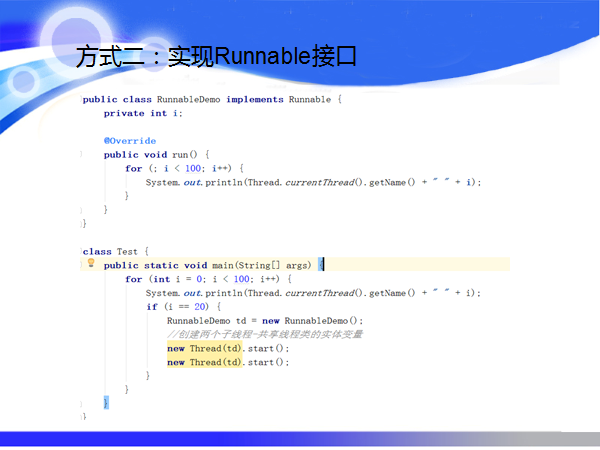 方式二：实现Runnable接口
public class RunnableDemo implements Runnable {
private int i;
@Override
public void run() {
for (; i < 100; i++) {
System.out.println(Thread.currentThread().getName() + " " + i);
}
}
}
class Test {
public static void main(String[] args) {
for (int i = 0; i < 100; i++) {
System.out.println(Thread.currentThread().getName() + " " + i);
if (i == 20) {
RunnableDemo td = new RunnableDemo();
//创建两个子线程-共享线程类的实体变量
new Thread(td).start();
new Thread(td).start();
}
}
}
}